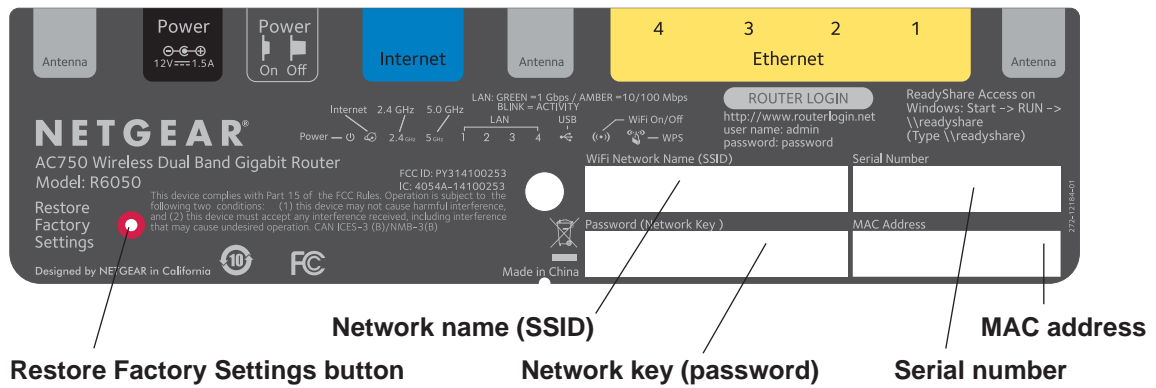 Antenna
Power
12V 1.5A
Power
On Off
Internet
Antenna
4 3 2 1
Ethernet
Antenna
NETGEAR®
AC750 Wireless Dual Band Gigabit Router
Model: R6050
LAN: GREEN =1 Gbps / AMBER =10/100 Mbps
BLINK = ACTIVITY
Internet 2.4 GHz 5.0 GHz
LAN
USB
WiFi On/Off
Power
2.4 GHz
5 GHz
1 2 3 4
WPS
ROUTER LOGIN
http://www.routerlogin.net
user name: admin
password: password
ReadyShare Access on
Windows: Start -> RUN ->
\\readyshare
(Type \\readyshare)
FCC ID: PY314100253
IC: 4054A-14100253
Restore
Factory
Settings
This device complies with Part 15 of the FCC Rules. Operation is subject to the
following two conditions: (1) this device may not cause harmful interference,
and (2) this device must accept any interference received, including interference
that may cause undesired operation. CAN ICES-3 (B)/NMB-3(B)
WiFi Network Name (SSID)
Serial Number
Password (Network Key )
MAC Address
272-12184-01
Designed by NETGEAR in California
10
FC
Made in China
Network name (SSID)
MAC address
Restore Factory Settings button
Network key (password)
Serial number